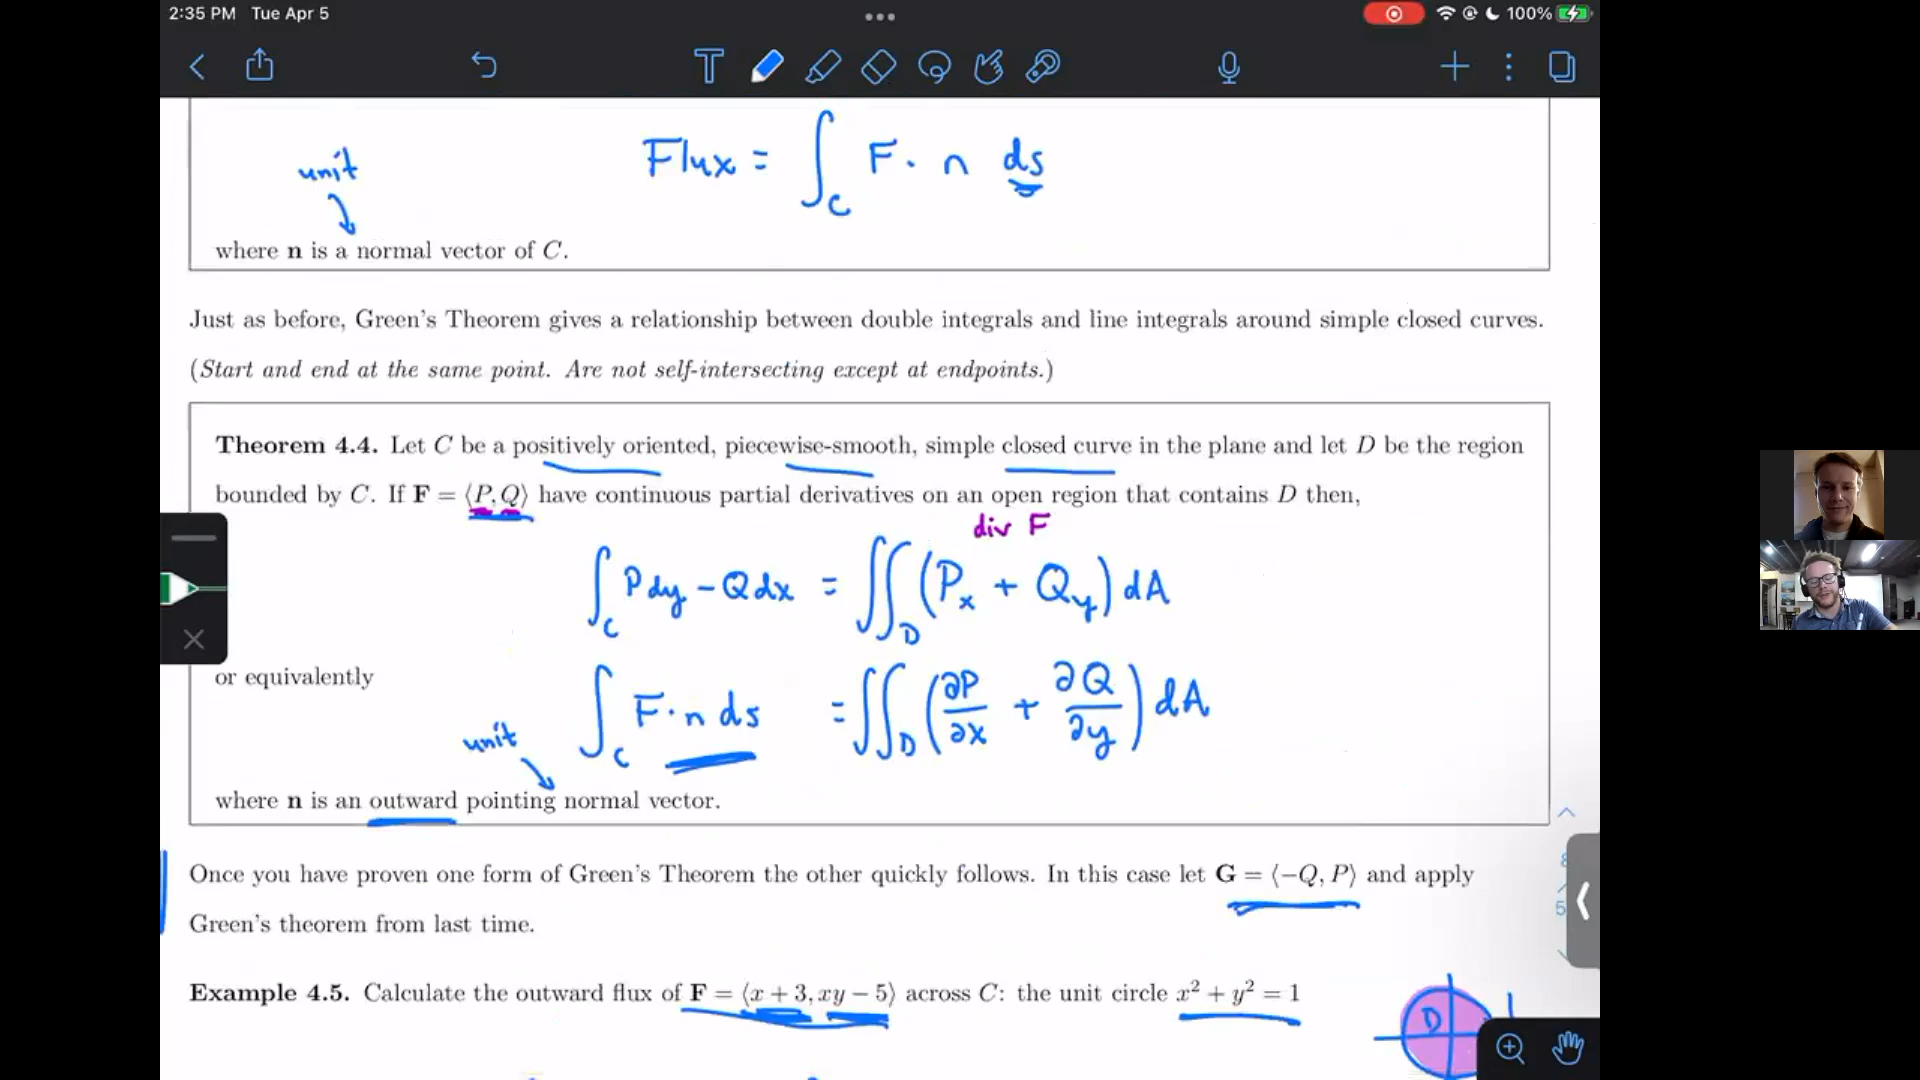 2:35 PM Tue Apr 5
100%
Flux = ∫_C F · n ds
unit
where n is a normal vector of C.
Just as before, Green's Theorem gives a relationship between double integrals and line integrals around simple closed curves.
(Start and end at the same point. Are not self-intersecting except at endpoints.)
Theorem 4.4. Let C be a positively oriented, piecewise-smooth, simple closed curve in the plane and let D be the region
bounded by C. If F = ⟨P, Q⟩ have continuous partial derivatives on an open region that contains D then,
div F
∫_C P dy − Q dx = ∬_D (P_x + Q_y) dA
or equivalently
∫_C F · n ds = ∬_D (∂P/∂x + ∂Q/∂y) dA
unit
where n is an outward pointing normal vector.
Once you have proven one form of Green's Theorem the other quickly follows. In this case let G = ⟨−Q, P⟩ and apply
Green's theorem from last time.
Example 4.5. Calculate the outward flux of F = ⟨x + 3, xy − 5⟩ across C: the unit circle x² + y² = 1
D